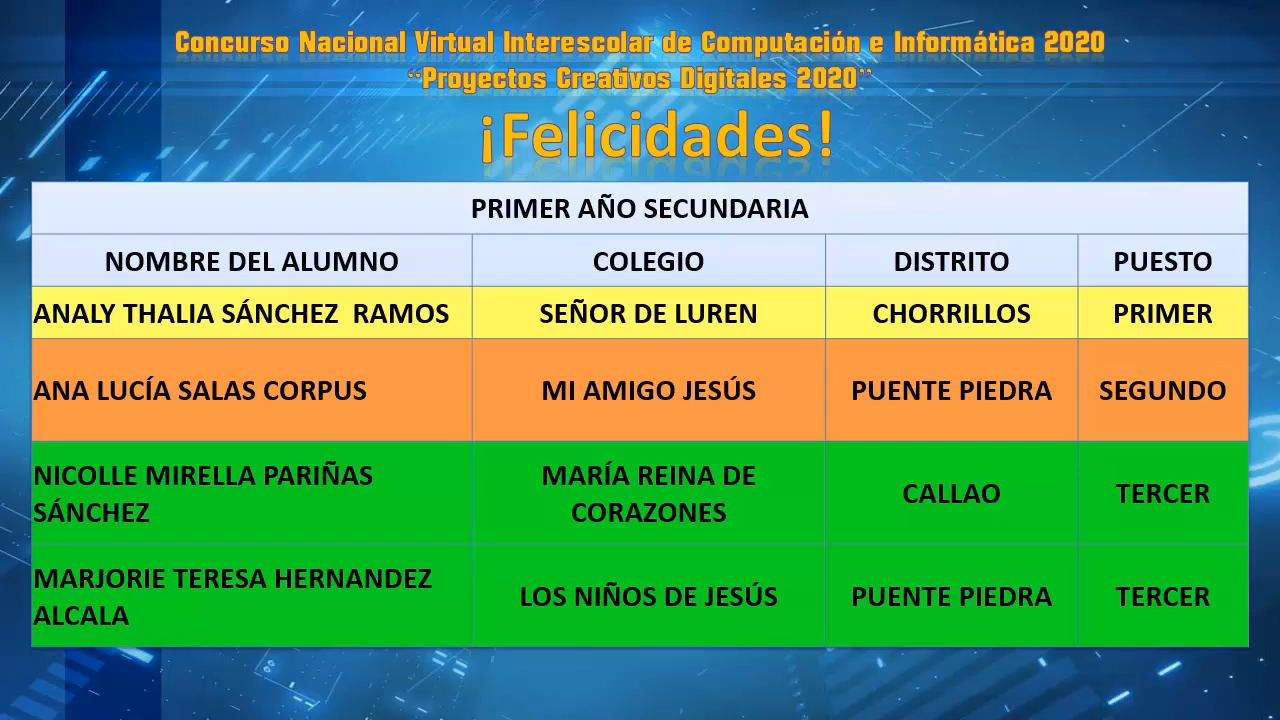 Concurso Nacional Virtual Interescolar de Computación e Informática 2020
“Proyectos Creativos Digitales 2020”
¡Felicidades!
PRIMER AÑO SECUNDARIA
NOMBRE DEL ALUMNO COLEGIO DISTRITO PUESTO
ANALY THALIA SÁNCHEZ RAMOS SEÑOR DE LUREN CHORRILLOS PRIMER
ANA LUCÍA SALAS CORPUS MI AMIGO JESÚS PUENTE PIEDRA SEGUNDO
NICOLLE MIRELLA PARIÑAS
SÁNCHEZ
MARÍA REINA DE
CORAZONES
CALLAO
TERCER
MARJORIE TERESA HERNANDEZ
ALCALA
LOS NIÑOS DE JESÚS
PUENTE PIEDRA
TERCER